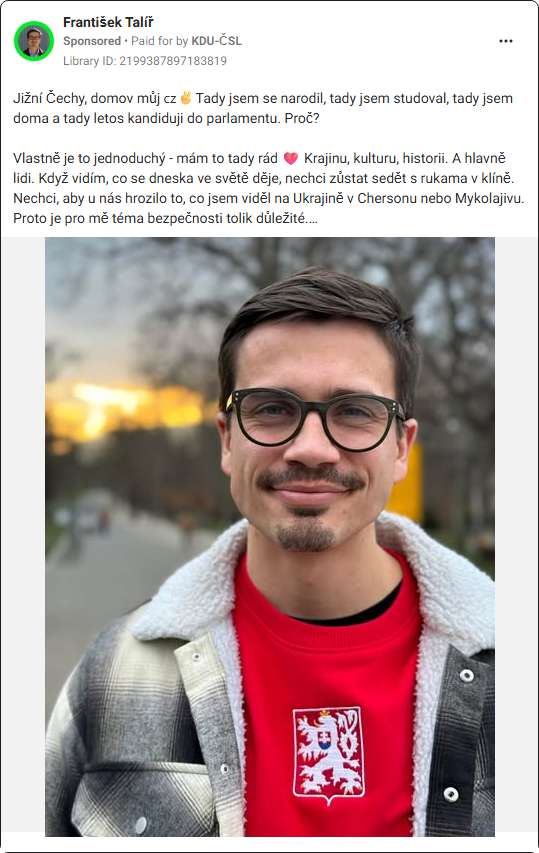 František Talíř
Sponsored • Paid for by KDU-ČSL
Library ID: 2199387897183819
Jižní Čechy, domov můj cz✌️ Tady jsem se narodil, tady jsem studoval, tady jsem
doma a tady letos kandiduji do parlamentu. Proč?
Vlastně je to jednoduchý - mám to tady rád ❤️ Krajinu, kulturu, historii. A hlavně
lidi. Když vidím, co se dneska ve světě děje, nechci zůstat sedět s rukama v klíně.
Nechci, aby u nás hrozilo to, co jsem viděl na Ukrajině v Chersonu nebo Mykolajivu.
Proto je pro mě téma bezpečnosti tolik důležité.…